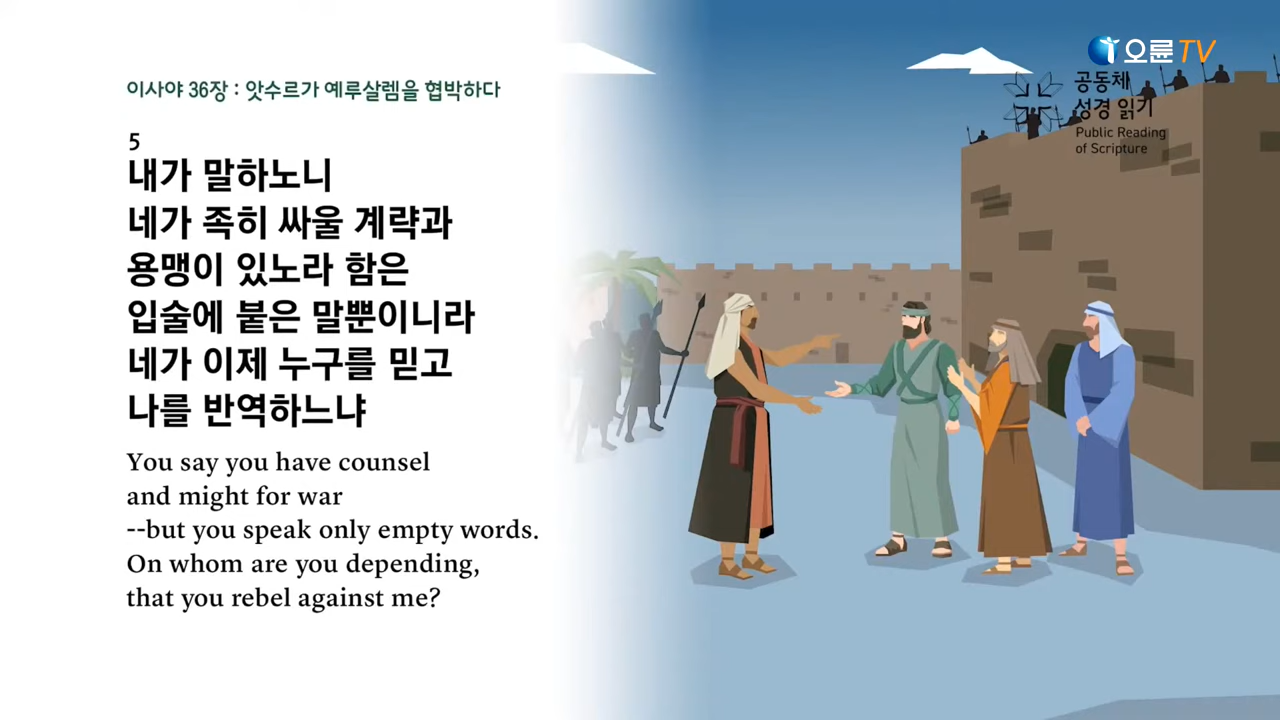 이사야 36장 : 앗수르가 예루살렘을 협박하다
5
내가 말하노니
네가 족히 싸울 계략과
용맹이 있노라 함은
입술에 붙은 말뿐이니라
네가 이제 누구를 믿고
나를 반역하느냐
You say you have counsel
and might for war
--but you speak only empty words.
On whom are you depending,
that you rebel against me?
오륜TV
공동체
성경 읽기
Public Reading
of Scripture